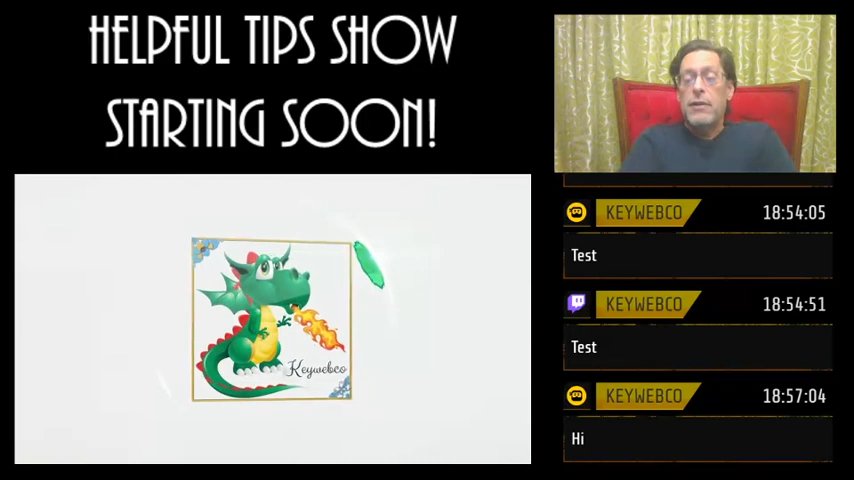 HELPFUL TIPS SHOW
STARTING SOON!
Keywebco
KEYWEBCO 18:54:05
Test
KEYWEBCO 18:54:51
Test
KEYWEBCO 18:57:04
Hi